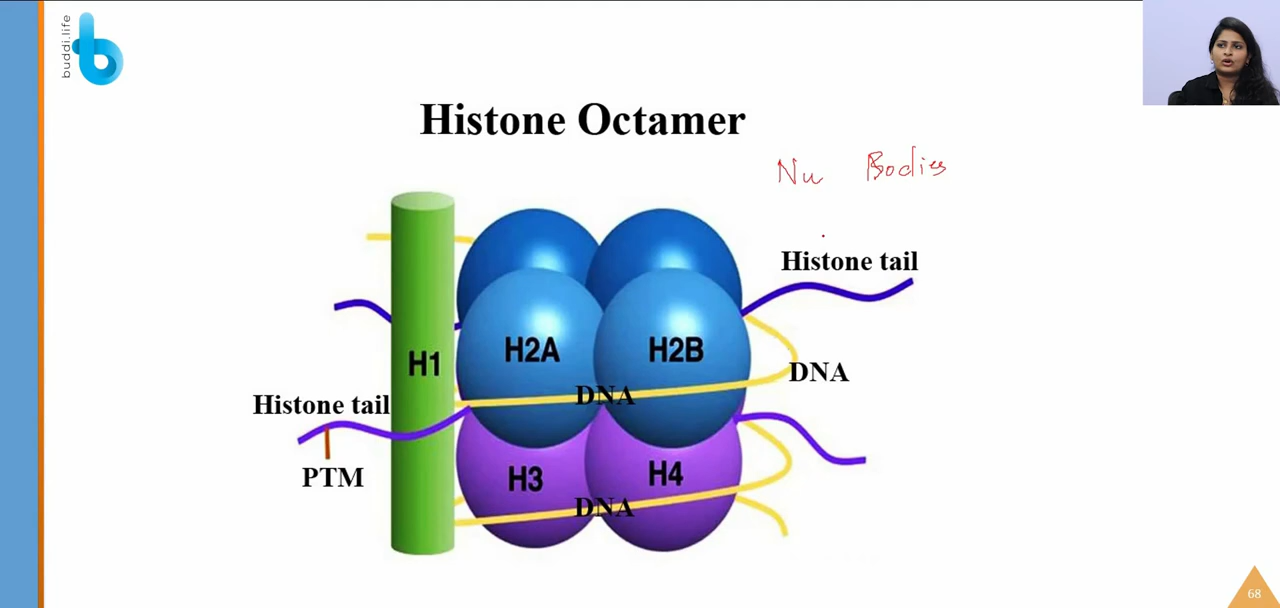 buddi.life
Histone Octamer
Nu Bodies
Histone tail
H2A
H2B
H1
DNA
DNA
Histone tail
PTM
H3
H4
DNA
68